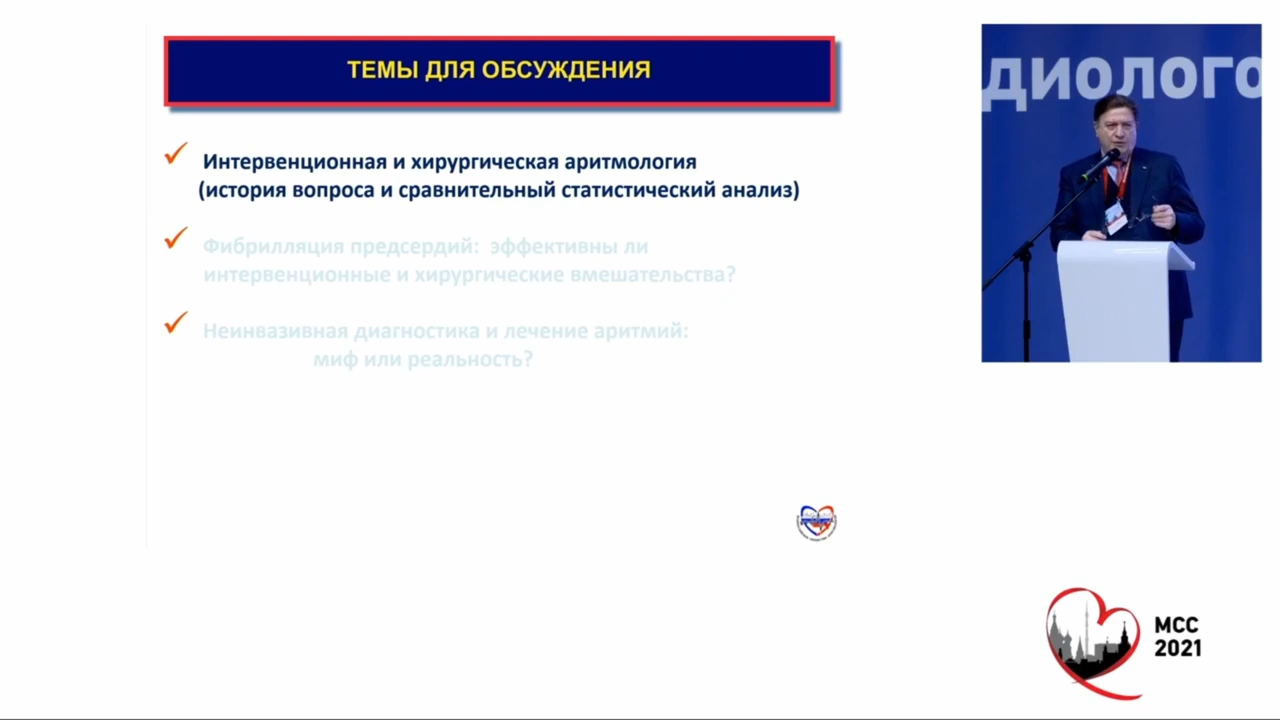 ТЕМЫ ДЛЯ ОБСУЖДЕНИЯ
Интервенционная и хирургическая аритмология
(история вопроса и сравнительный статистический анализ)
Фибрилляция предсердий: эффективны ли
интервенционные и хирургические вмешательства?
Неинвазивная диагностика и лечение аритмий:
миф или реальность?
диолого
МСС
2021